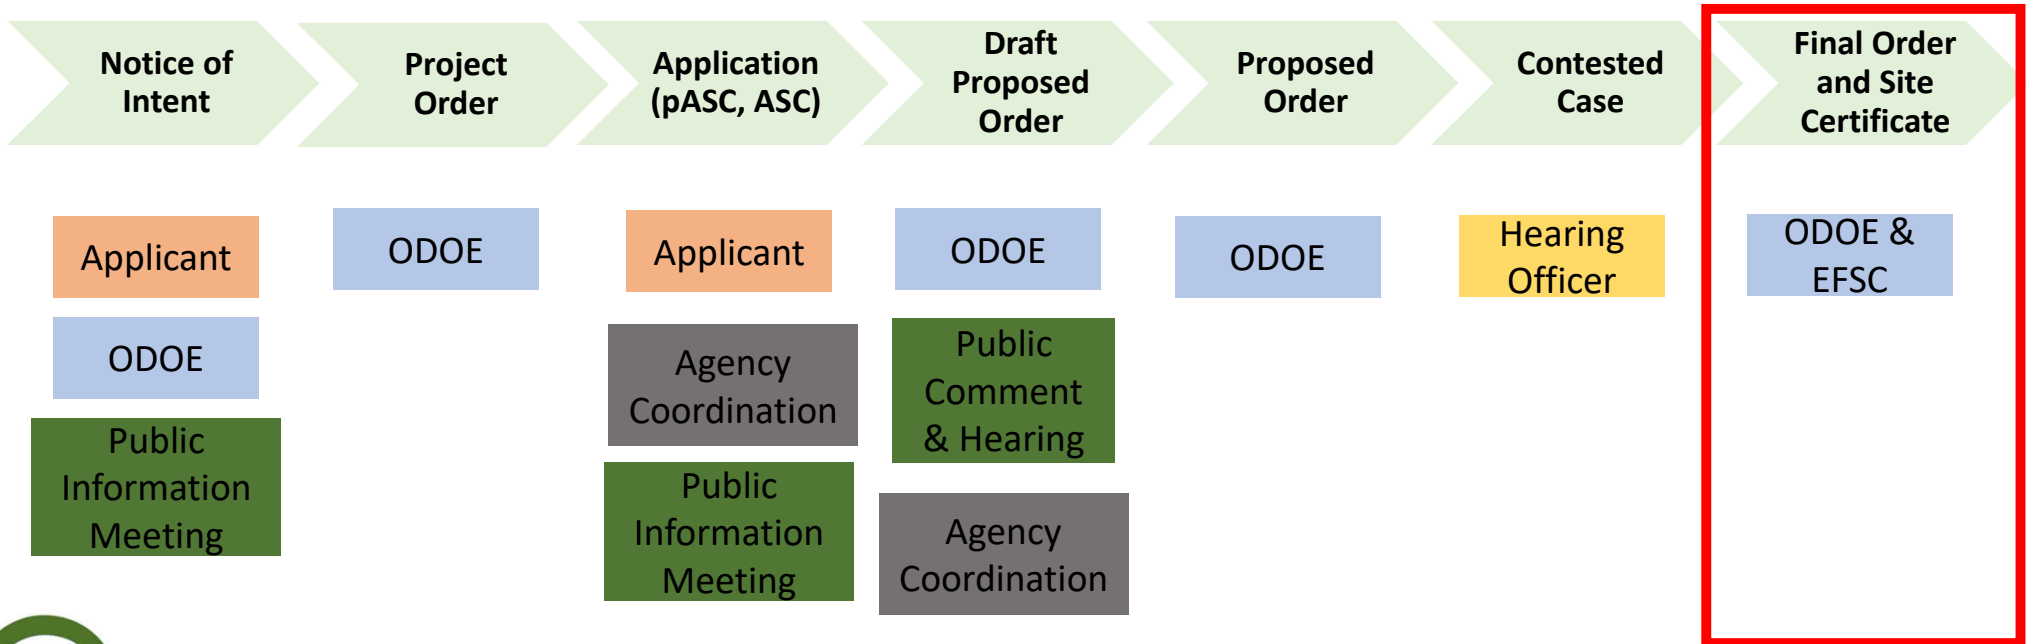 Notice of
Intent
Project
Order
Application
(pASC, ASC)
Draft
Proposed
Order
Proposed
Order
Contested
Case
Final Order
and Site
Certificate
Applicant
ODOE
Public
Information
Meeting
ODOE
Applicant
Agency
Coordination
Public
Information
Meeting
ODOE
Public
Comment
& Hearing
Agency
Coordination
ODOE
Hearing
Officer
ODOE &
EFSC